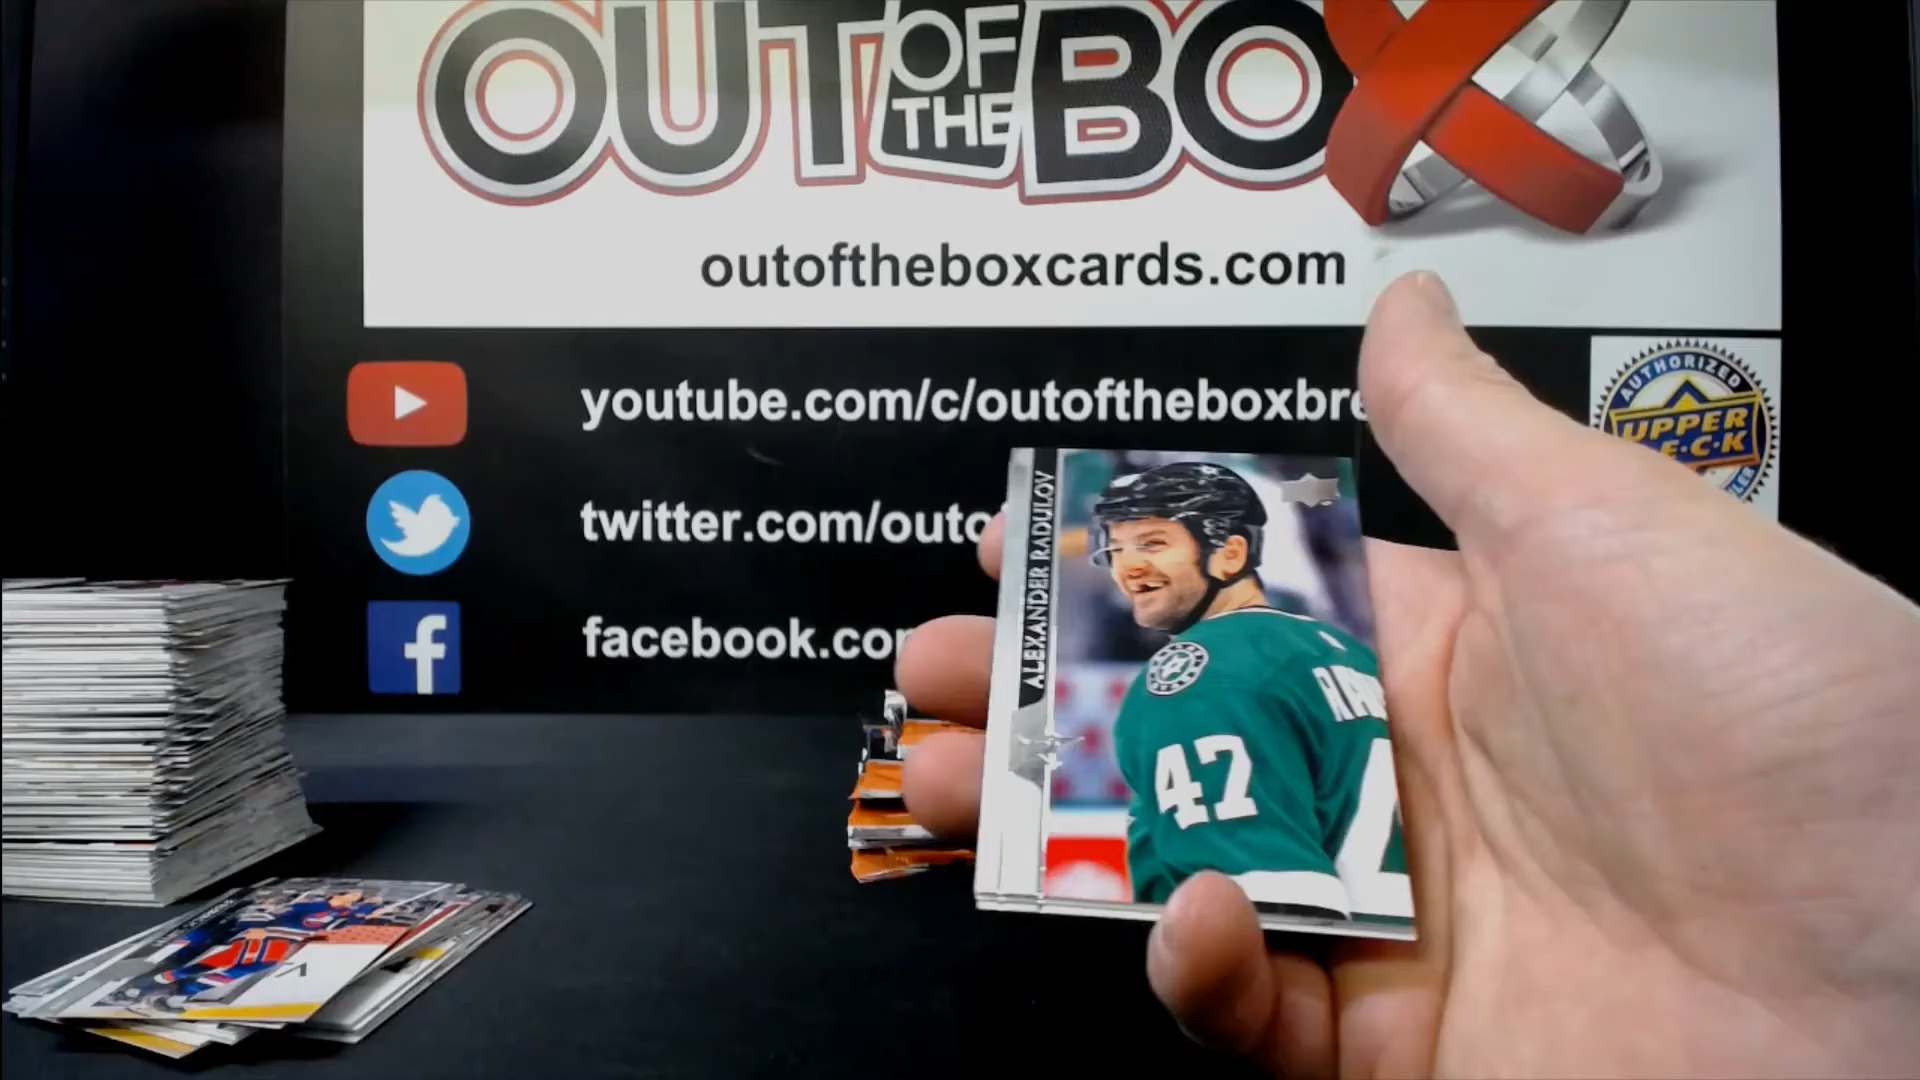 OUT OF THE BOX
outoftheboxcards.com
youtube.com/c/outoftheboxbre
twitter.com/outo
facebook.co
AUTHORIZED
UPPER
ALEXANDER RADULOV
47